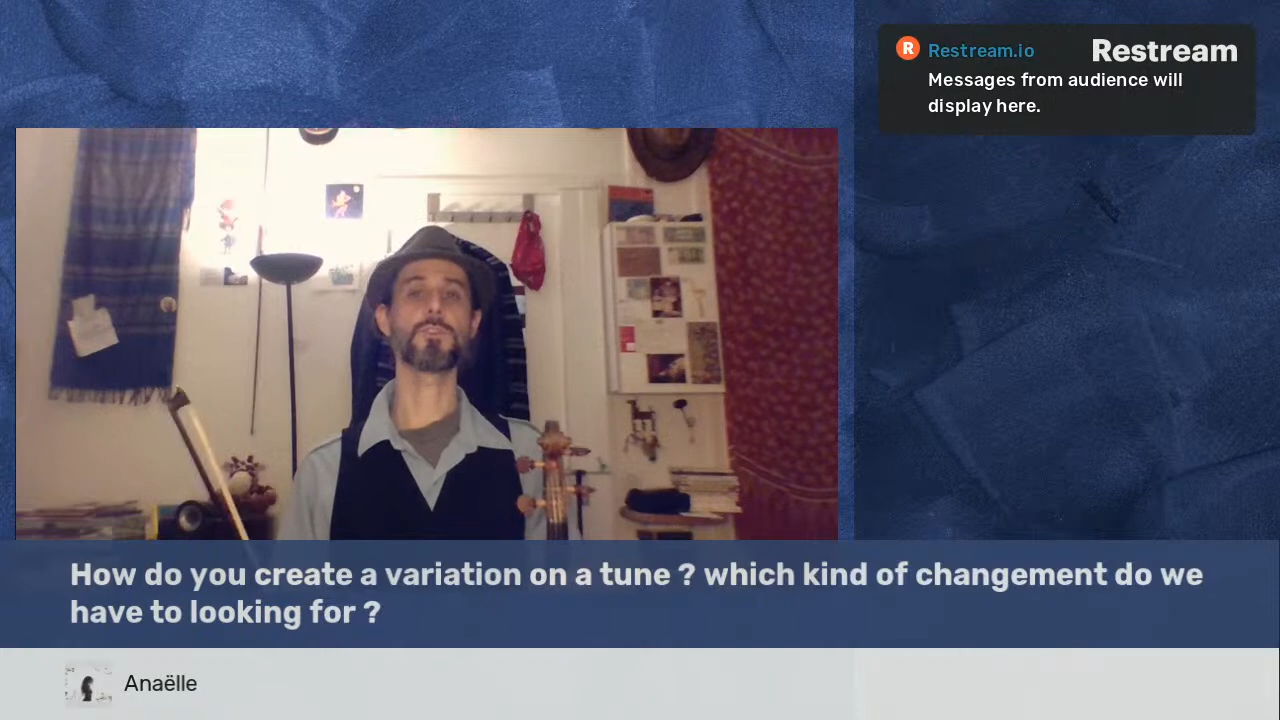 R Restream.io
Restream
Messages from audience will
display here.
How do you create a variation on a tune ? which kind of changement do we
have to looking for ?
Anaëlle